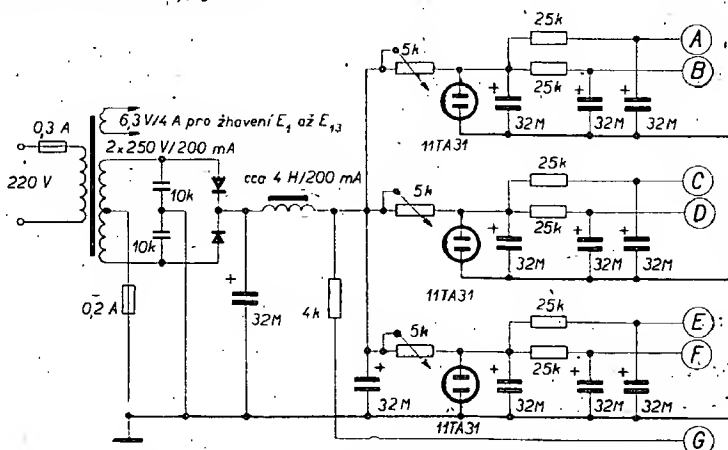 5k
25k
A
25k
B
0,3 A
6,3 V/4 A pro žhavení E1 až E13
+
+
+
11TA31
32M
32M
32M
2x250 V/200 mA
220 V
10k
10k
cca 4 H/200 mA
5k
25k
C
25k
D
+
+
+
11TA31
32M
32M
32M
0,2 A
+
32M
4k
5k
25k
E
25k
F
+
32M
+
+
+
11TA31
32M
32M
32M
G